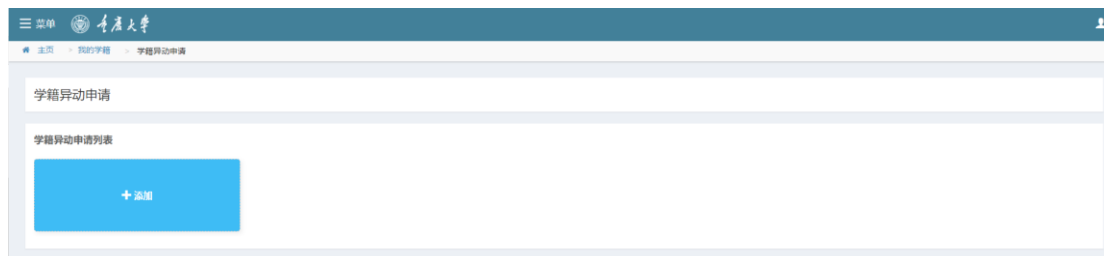 菜单 重庆大学
主页 > 我的学籍 > 学籍异动申请
学籍异动申请
学籍异动申请列表
+ 添加